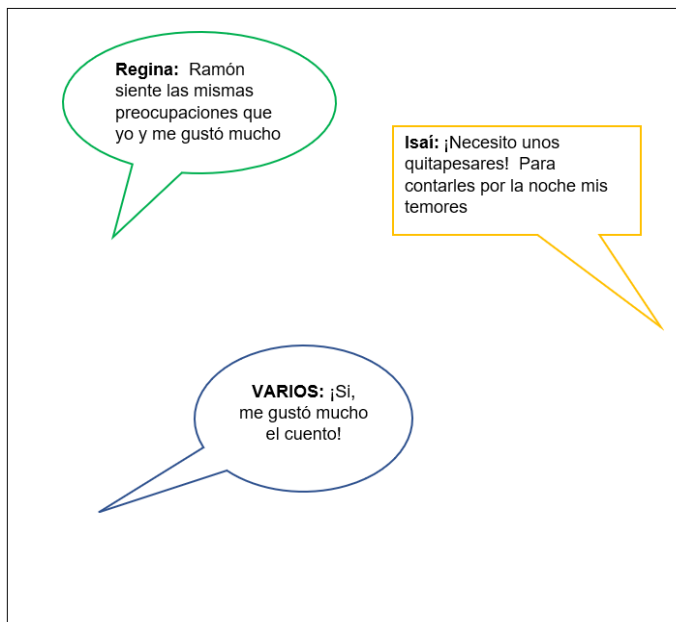 Regina: Ramón
siente las mismas
preocupaciones que
yo y me gustó mucho
Isaí: ¡Necesito unos
quitapesares! Para
contarles por la noche mis
temores
VARIOS: ¡Si,
me gustó mucho
el cuento!